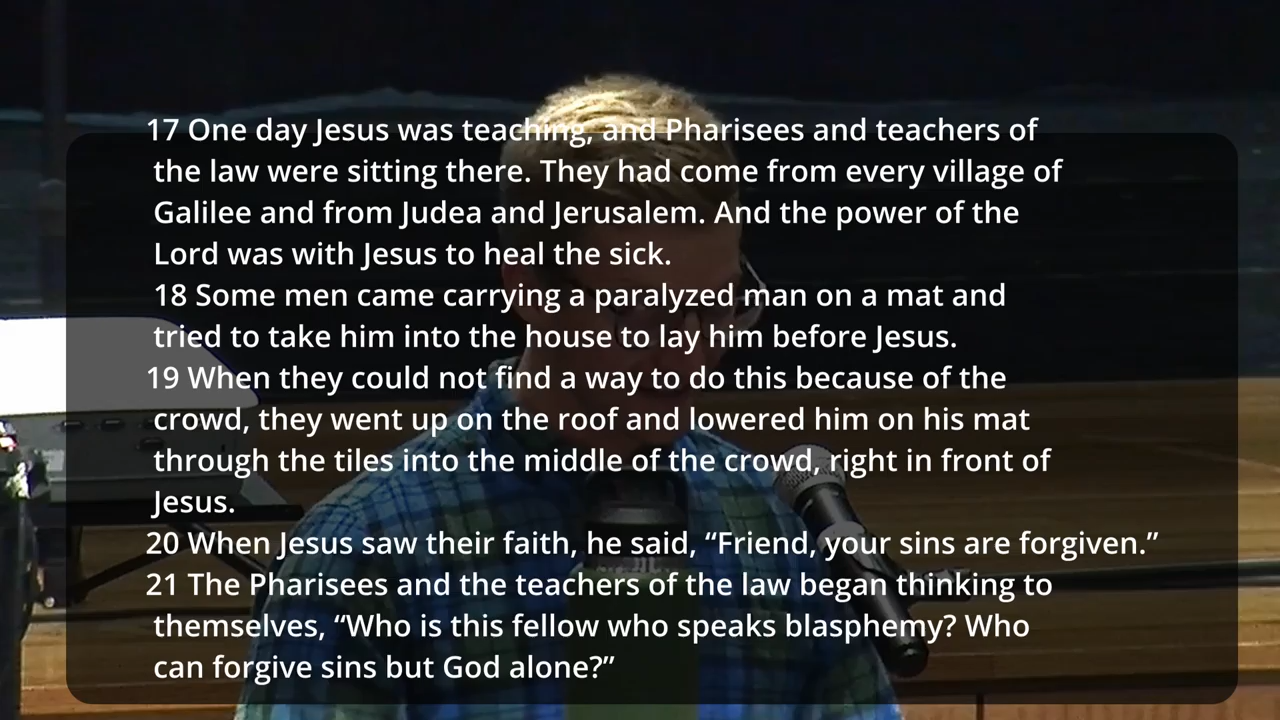 17 One day Jesus was teaching, and Pharisees and teachers of
the law were sitting there. They had come from every village of
Galilee and from Judea and Jerusalem. And the power of the
Lord was with Jesus to heal the sick.
18 Some men came carrying a paralyzed man on a mat and
tried to take him into the house to lay him before Jesus.
19 When they could not find a way to do this because of the
crowd, they went up on the roof and lowered him on his mat
through the tiles into the middle of the crowd, right in front of
Jesus.
20 When Jesus saw their faith, he said, “Friend, your sins are forgiven.”
21 The Pharisees and the teachers of the law began thinking to
themselves, “Who is this fellow who speaks blasphemy? Who
can forgive sins but God alone?”